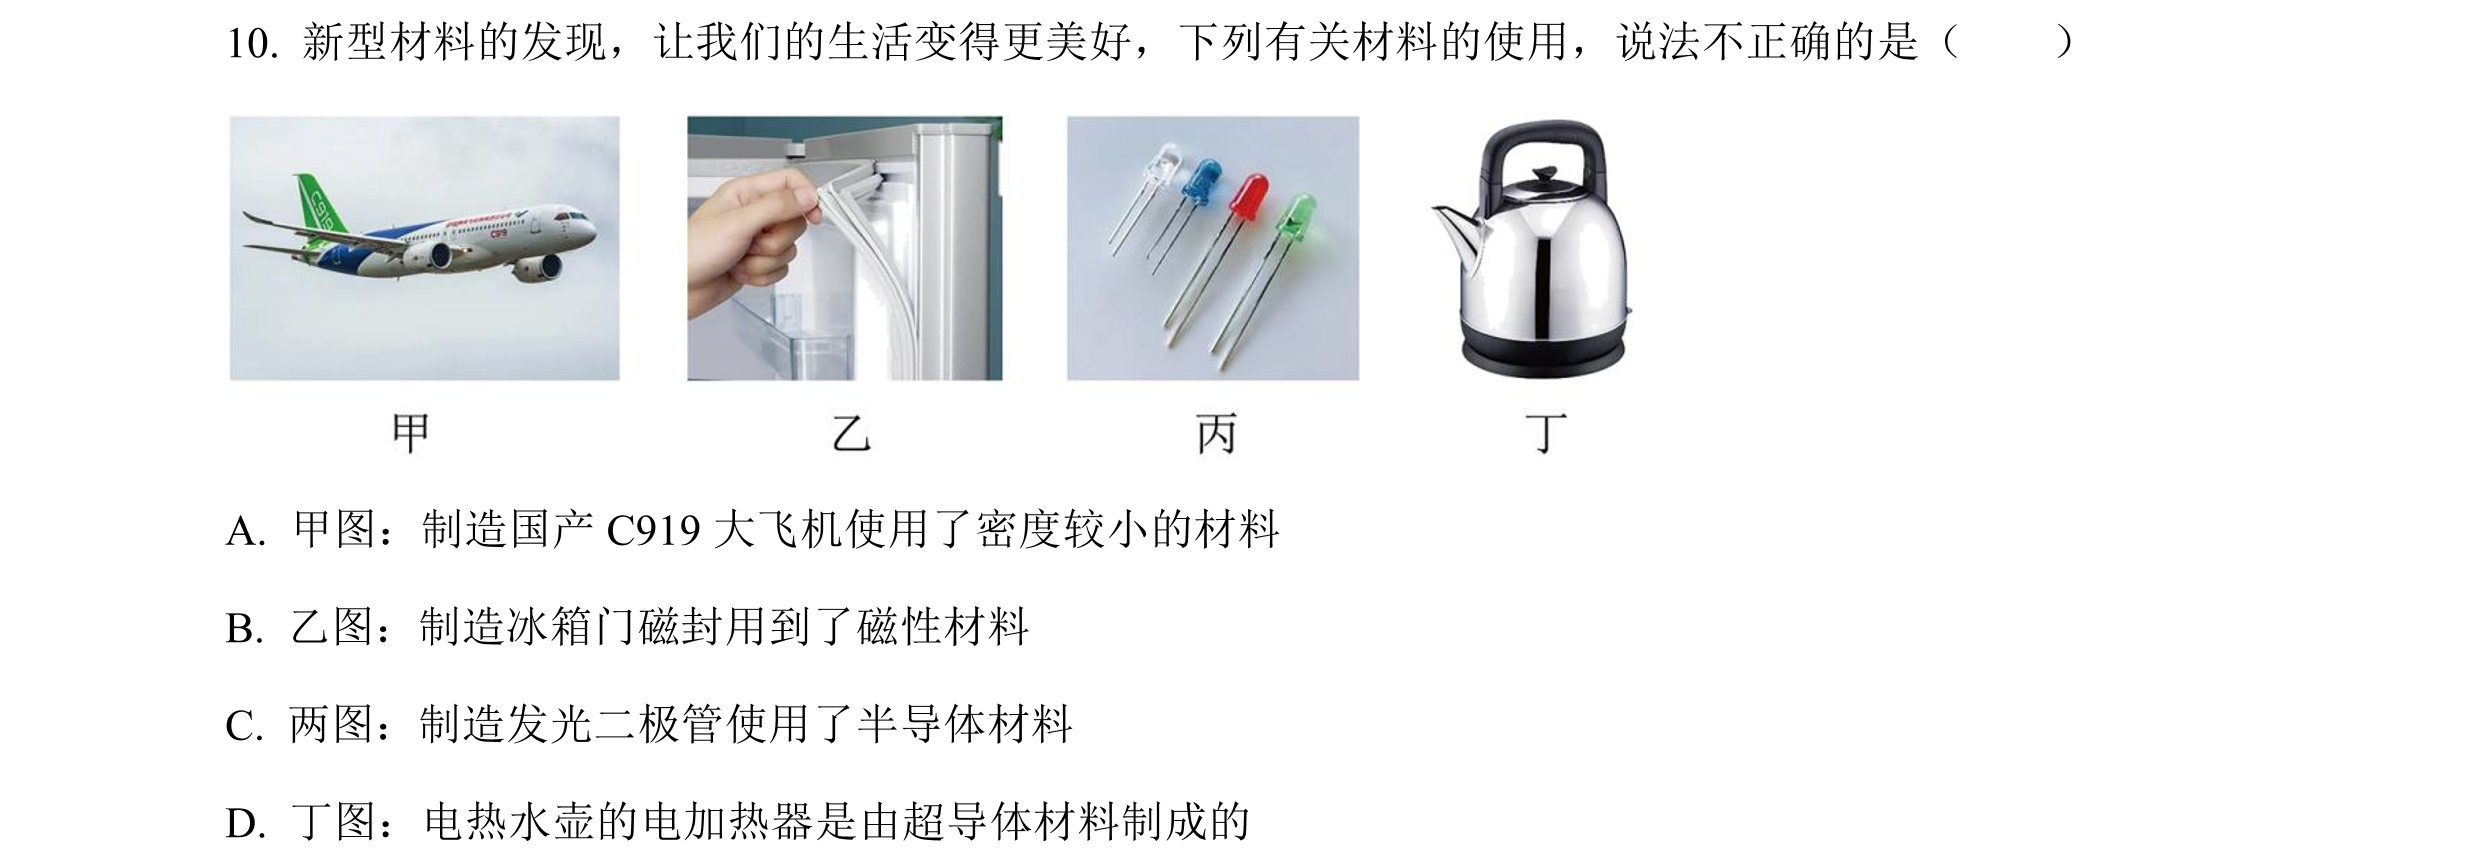 10. 新型材料的发现，让我们的生活变得更美好，下列有关材料的使用，说法不正确的是（　　）
C919
C919
甲 乙 丙 丁
A. 甲图：制造国产 C919 大飞机使用了密度较小的材料
B. 乙图：制造冰箱门磁封用到了磁性材料
C. 两图：制造发光二极管使用了半导体材料
D. 丁图：电热水壶的电加热器是由超导体材料制成的